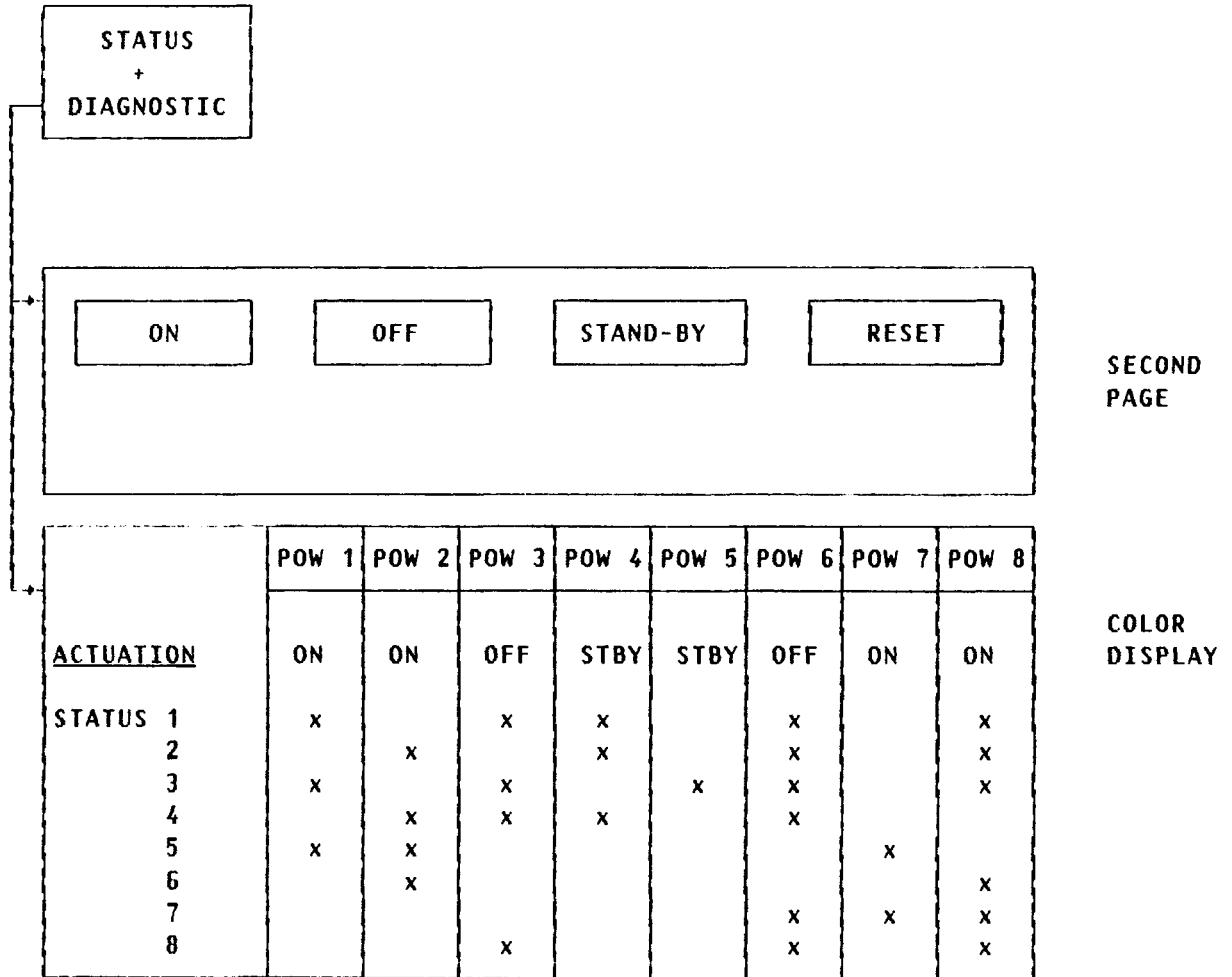 STATUS
+
DIAGNOSTIC
ON OFF STAND-BY RESET
SECOND
PAGE
POW 1 POW 2 POW 3 POW 4 POW 5 POW 6 POW 7 POW 8
COLOR
DISPLAY
ACTUATION ON ON OFF STBY STBY OFF ON ON
STATUS 1 x x x x x
2 x x x x
3 x x x x x
4 x x x x
5 x x x
6 x x
7 x x x
8 x x x